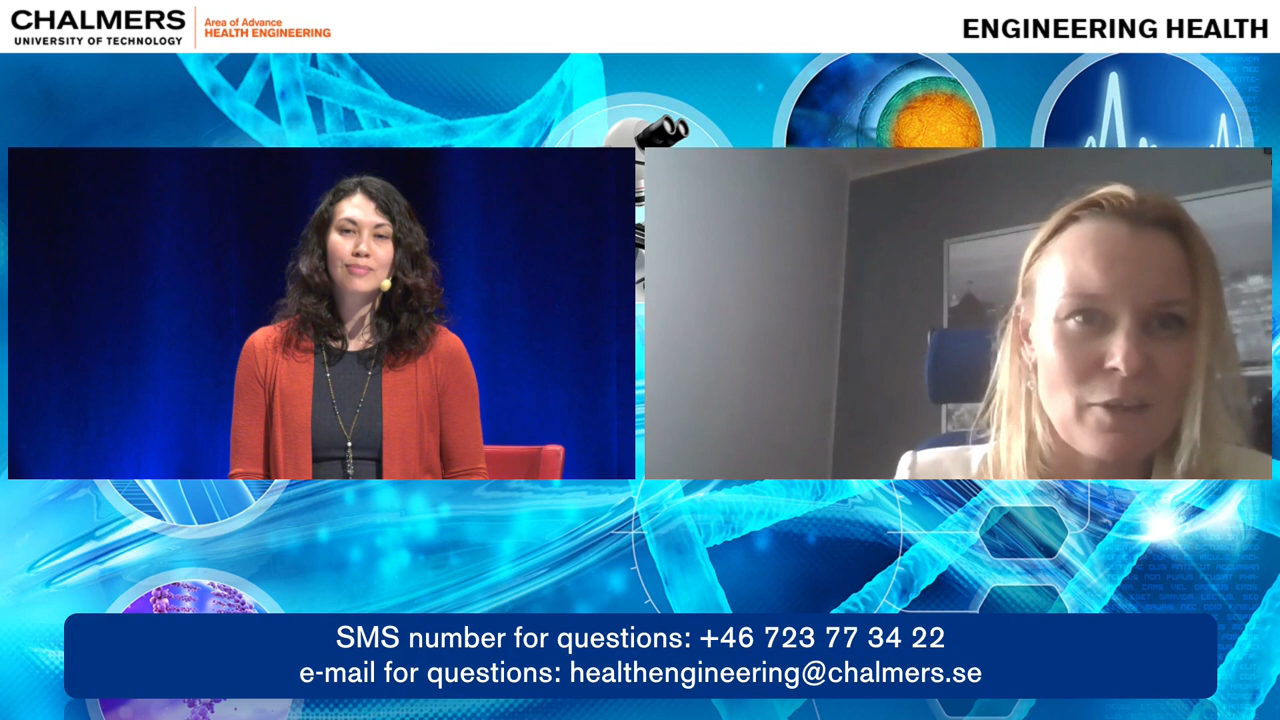 CHALMERS
UNIVERSITY OF TECHNOLOGY
Area of Advance
HEALTH ENGINEERING
ENGINEERING HEALTH
SMS number for questions: +46 723 77 34 22
e-mail for questions: healthengineering@chalmers.se